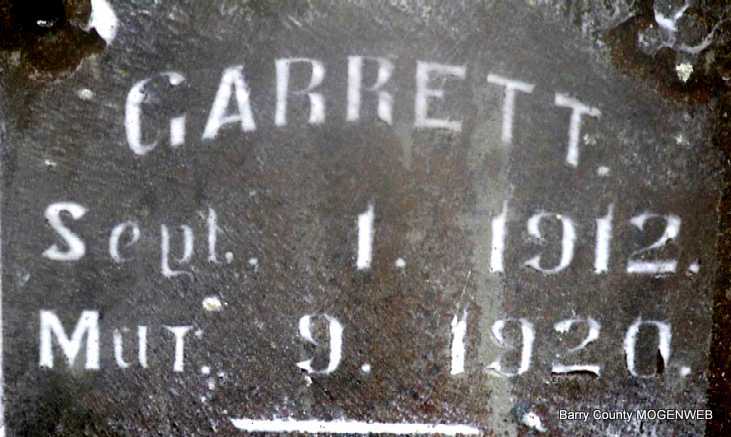 GARRETT.
Sept. 1. 1912.
Mar. 9. 1920.
Barry County MOGENWEB